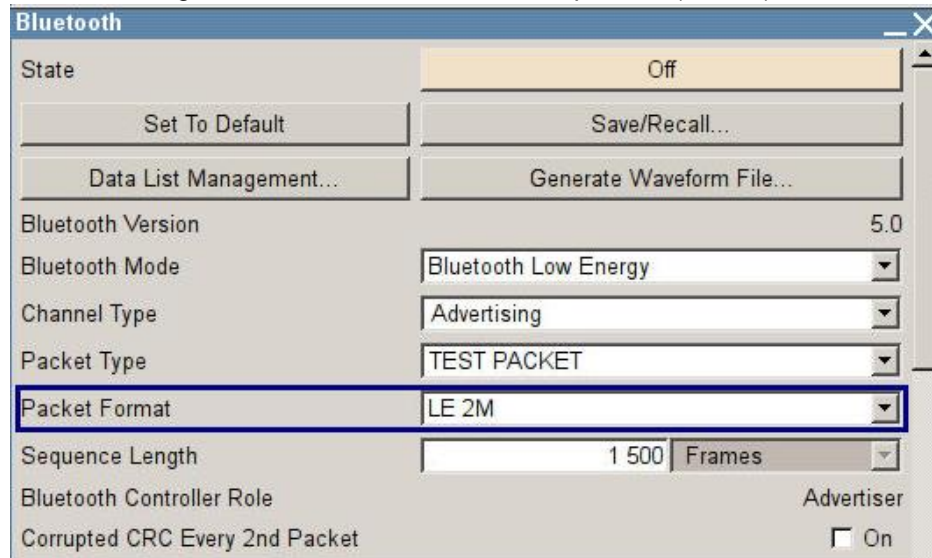 Bluetooth
State Off
Set To Default Save/Recall...
Data List Management... Generate Waveform File...
Bluetooth Version 5.0
Bluetooth Mode Bluetooth Low Energy
Channel Type Advertising
Packet Type TEST PACKET
Packet Format LE 2M
Sequence Length 1 500 Frames
Bluetooth Controller Role Advertiser
Corrupted CRC Every 2nd Packet On